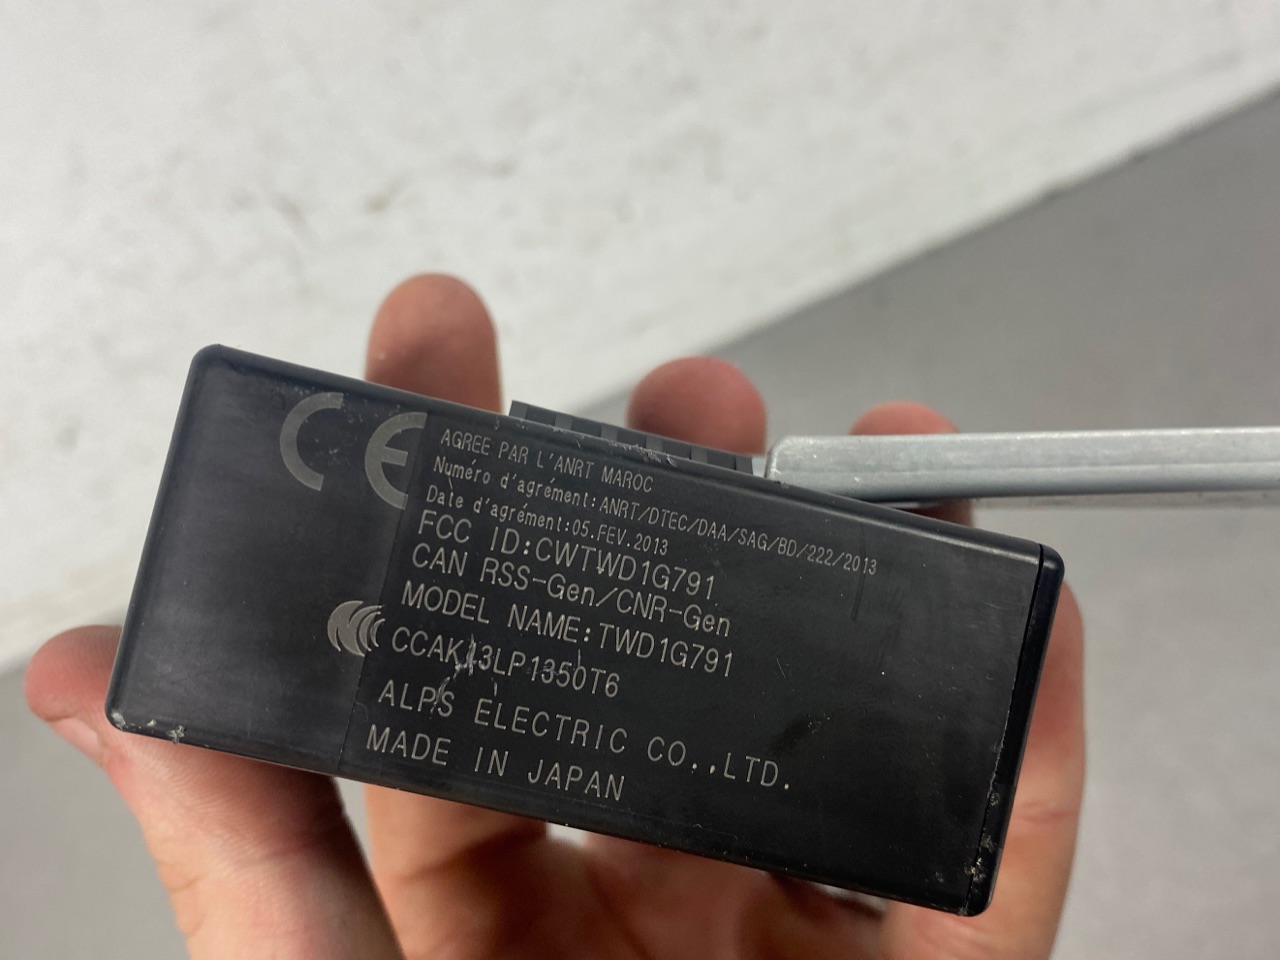 CE
AGREE PAR L'ANRT MAROC
Numéro d'agrément:ANRT/DTEC/DAA/SAG/BD/222/2013
Date d'agrément:05.FEV.2013
FCC ID:CWTWD1G791
CAN RSS-Gen/CNR-Gen
MODEL NAME:TWD1G791
CCAK13LP1350T6
ALPS ELECTRIC CO.,LTD.
MADE IN JAPAN